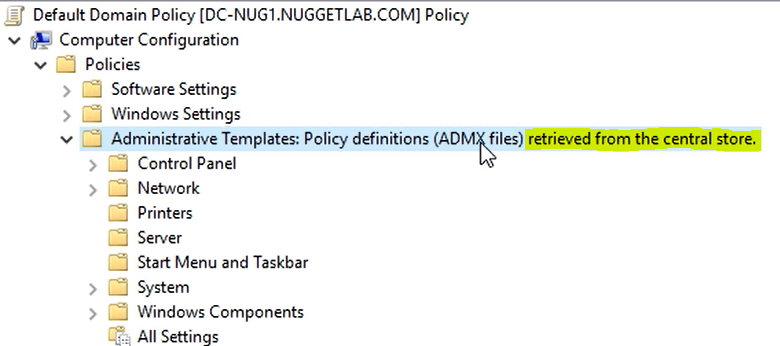 Default Domain Policy [DC-NUG1.NUGGETLAB.COM] Policy
Computer Configuration
Policies
Software Settings
Windows Settings
Administrative Templates: Policy definitions (ADMX files) retrieved from the central store.
Control Panel
Network
Printers
Server
Start Menu and Taskbar
System
Windows Components
All Settings